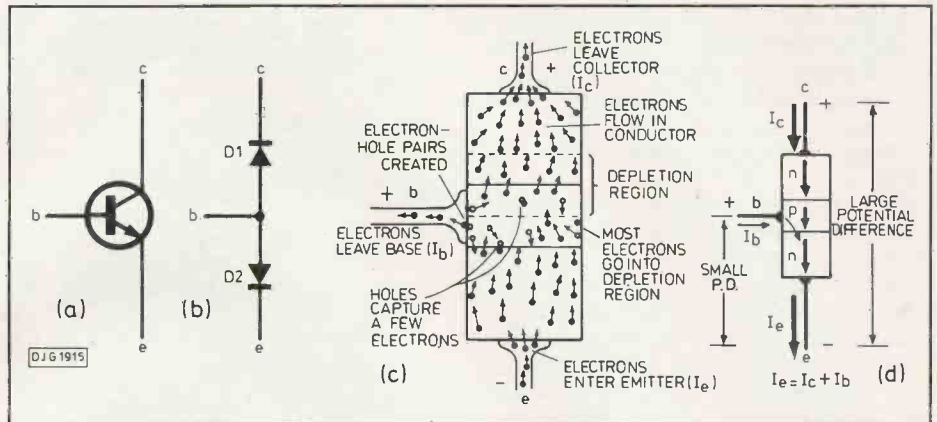 c
b
e
(a)
DJG1915
c
D1
b
D2
e
(b)
ELECTRONS
LEAVE
COLLECTOR
(Ic)
c
+
ELECTRONS
FLOW IN
CONDUCTOR
ELECTRON–
HOLE PAIRS
CREATED
DEPLETION
REGION
+ b
ELECTRONS
LEAVE BASE (Ib)
MOST
ELECTRONS
GO INTO
DEPLETION
REGION
HOLES
CAPTURE
A FEW
ELECTRONS
(c)
ELECTRONS
ENTER EMITTER (Ie)
–
e
c
+
Ic
n
+ b
p
Ib
n
SMALL
P.D.
LARGE
POTENTIAL
DIFFERENCE
Ie
e
–
Ie = Ic + Ib
(d)